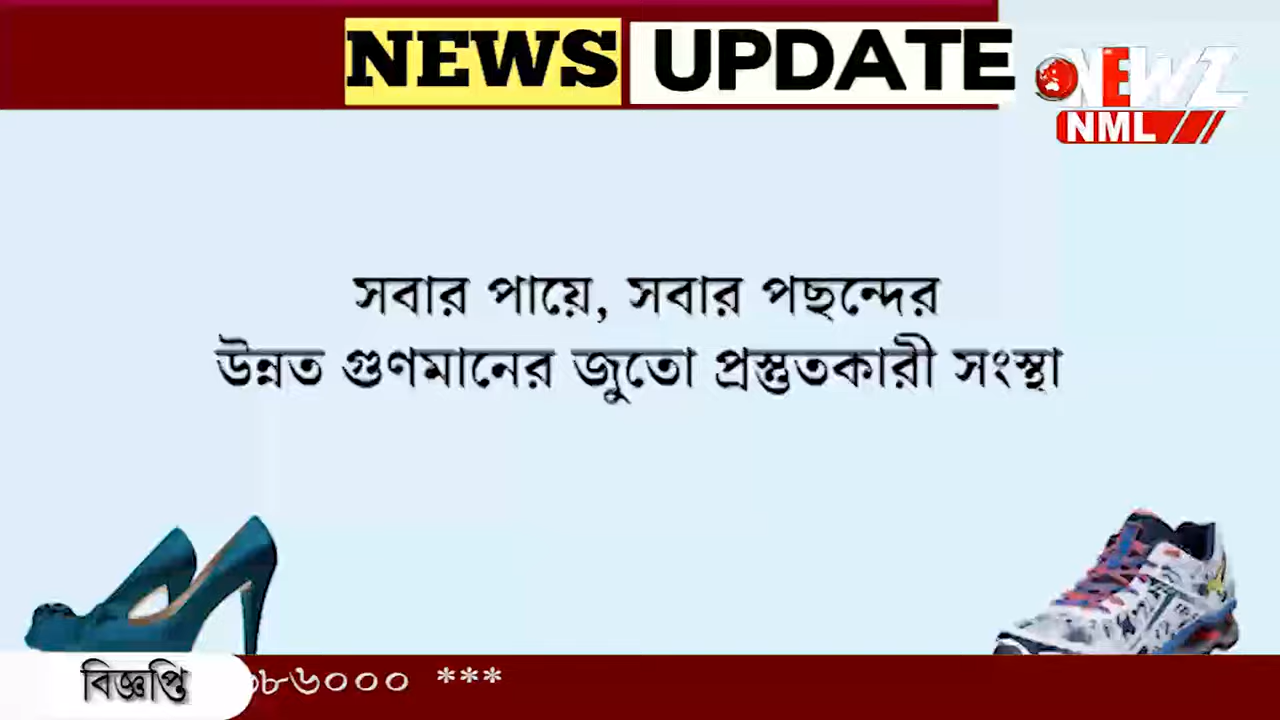 NEWS UPDATE
NEWZ
NML
সবার পায়ে, সবার পছন্দের
উন্নত গুণমানের জুতো প্রস্তুতকারী সংস্থা
বিজ্ঞপ্তি
৮৬০০০ ***